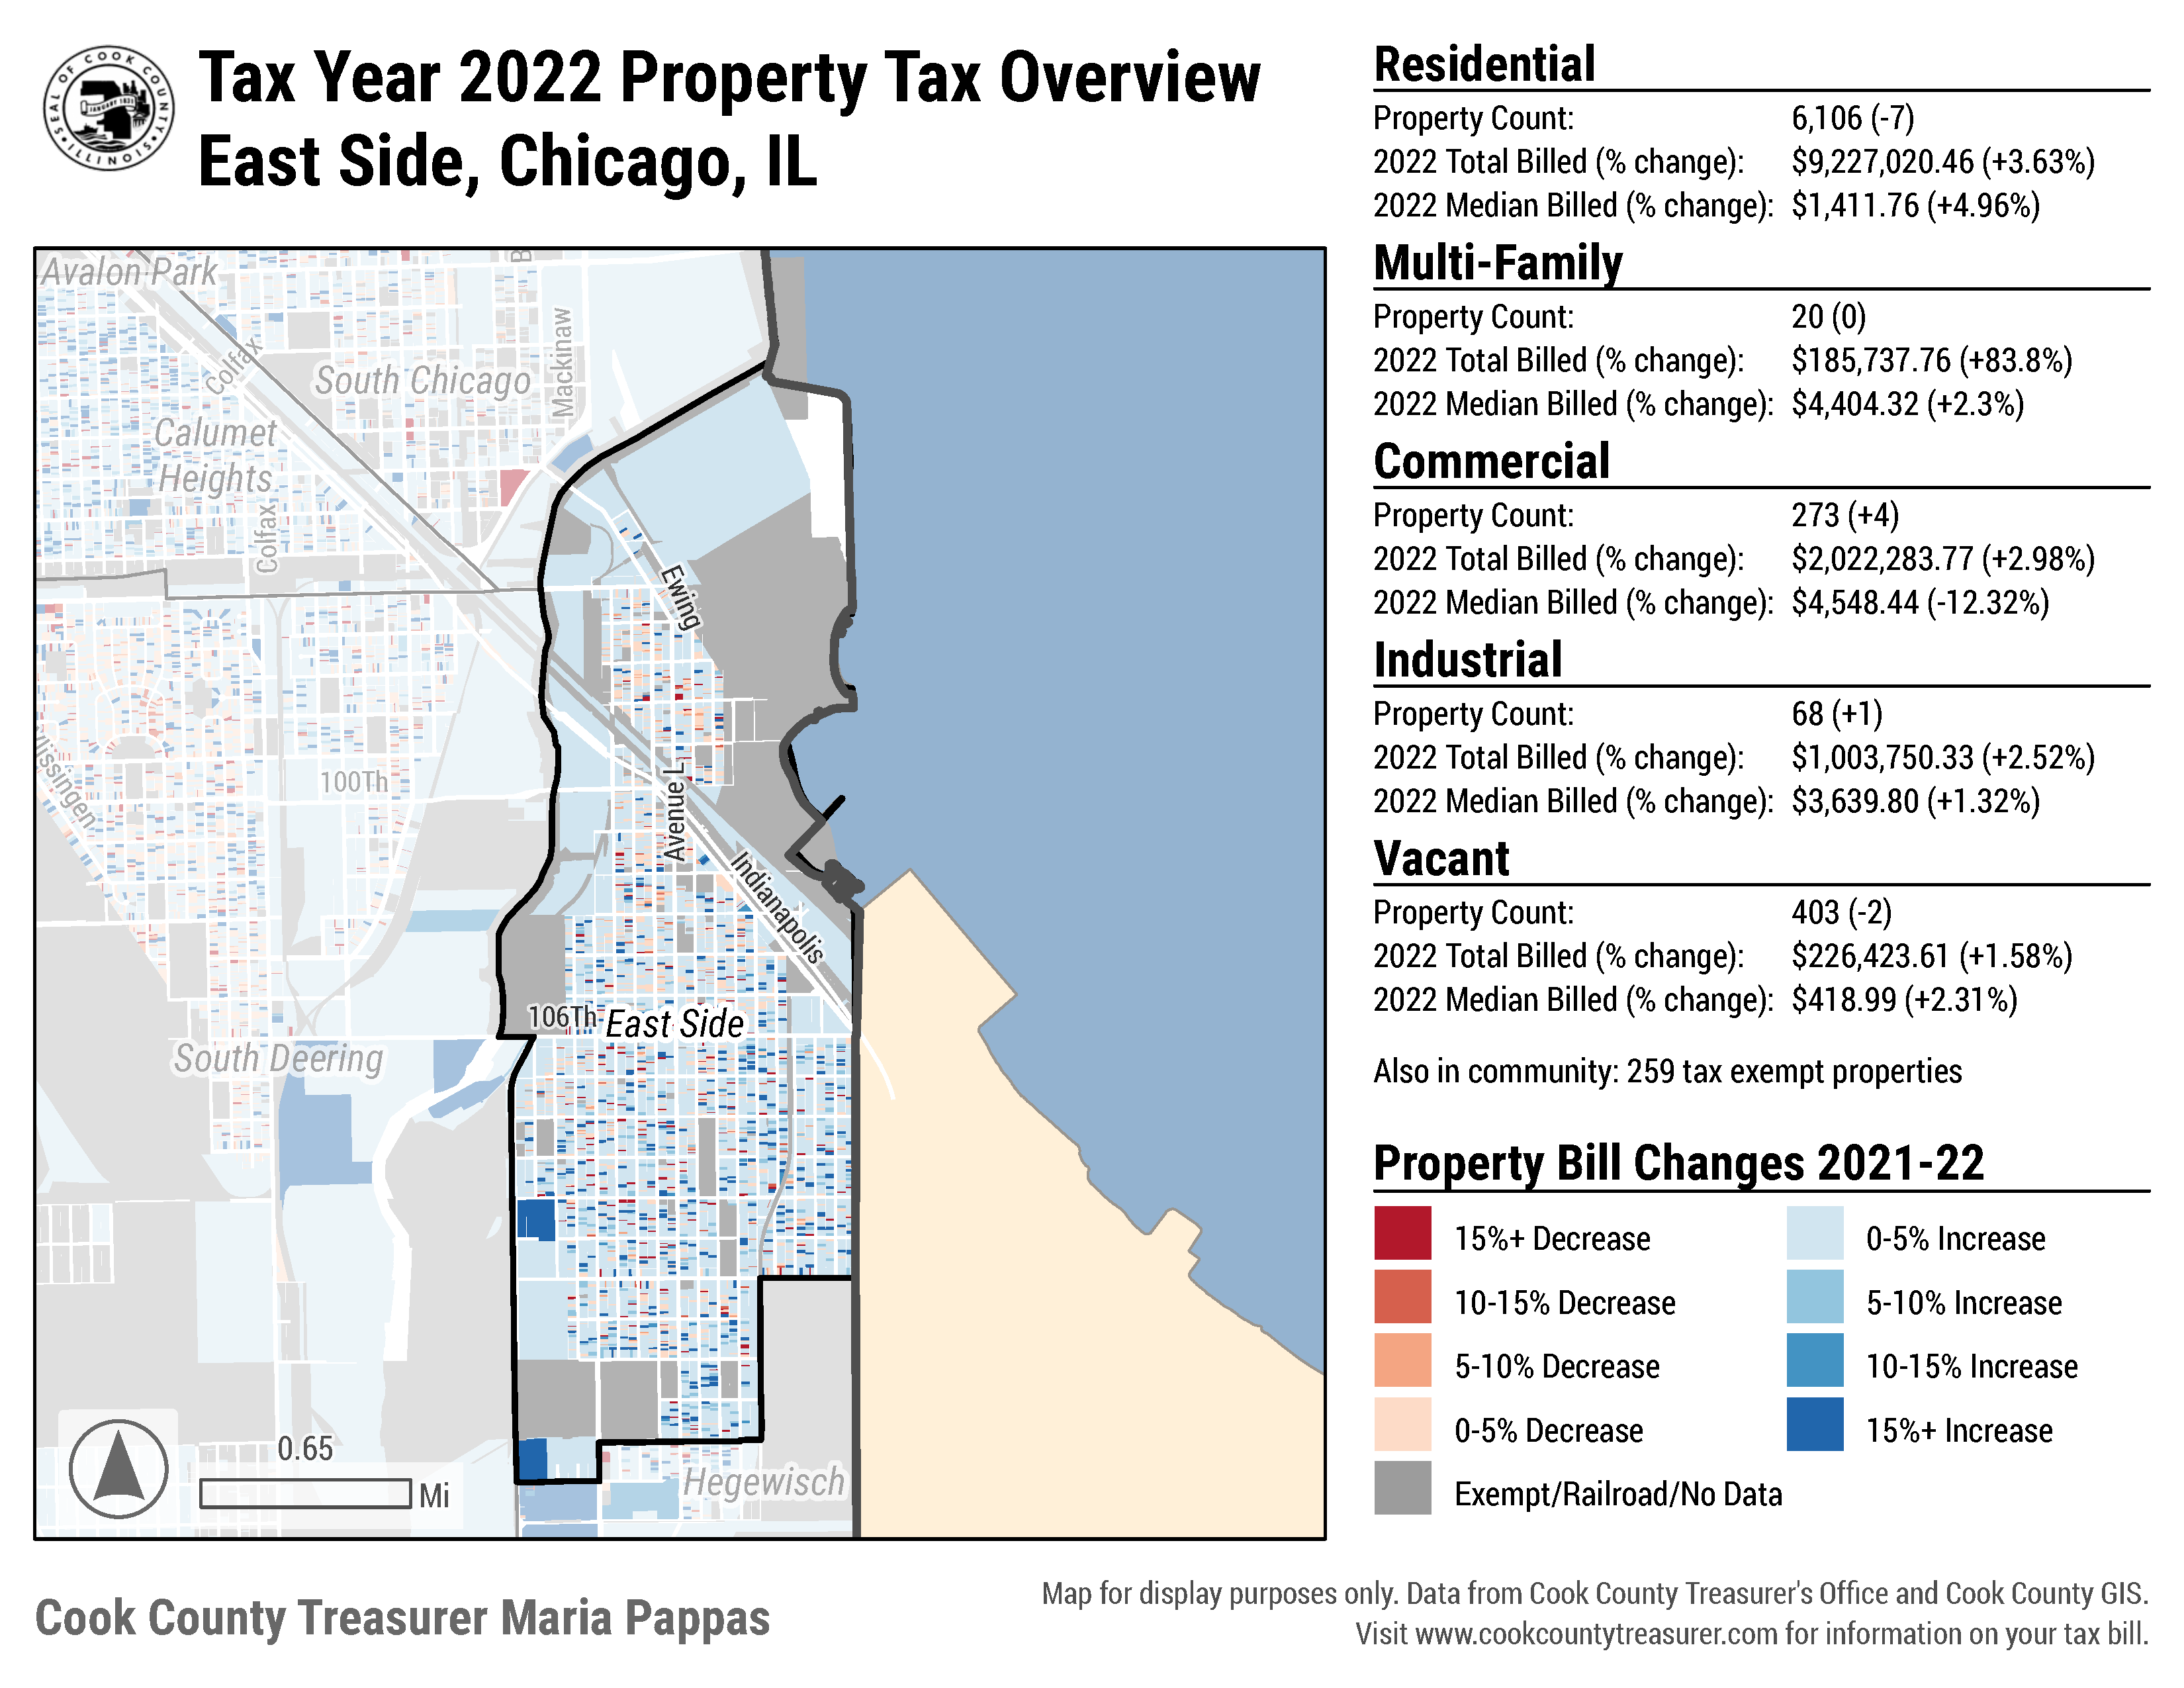 SEAL OF COOK COUNTY
JANUARY 1831
ILLINOIS
Tax Year 2022 Property Tax Overview
East Side, Chicago, IL
Avalon Park
B
Colfax
South Chicago
Mackinaw
Calumet
Heights
Colfax
Ewing
100Th
Avenue L
Indianapolis
106Th
East Side
South Deering
0.65
Mi
Hegewisch
Residential
Property Count: 6,106 (-7)
2022 Total Billed (% change): $9,227,020.46 (+3.63%)
2022 Median Billed (% change): $1,411.76 (+4.96%)
Multi-Family
Property Count: 20 (0)
2022 Total Billed (% change): $185,737.76 (+83.8%)
2022 Median Billed (% change): $4,404.32 (+2.3%)
Commercial
Property Count: 273 (+4)
2022 Total Billed (% change): $2,022,283.77 (+2.98%)
2022 Median Billed (% change): $4,548.44 (-12.32%)
Industrial
Property Count: 68 (+1)
2022 Total Billed (% change): $1,003,750.33 (+2.52%)
2022 Median Billed (% change): $3,639.80 (+1.32%)
Vacant
Property Count: 403 (-2)
2022 Total Billed (% change): $226,423.61 (+1.58%)
2022 Median Billed (% change): $418.99 (+2.31%)
Also in community: 259 tax exempt properties
Property Bill Changes 2021-22
15%+ Decrease
0-5% Increase
10-15% Decrease
5-10% Increase
5-10% Decrease
10-15% Increase
0-5% Decrease
15%+ Increase
Exempt/Railroad/No Data
Cook County Treasurer Maria Pappas
Map for display purposes only. Data from Cook County Treasurer's Office and Cook County GIS.
Visit www.cookcountytreasurer.com for information on your tax bill.